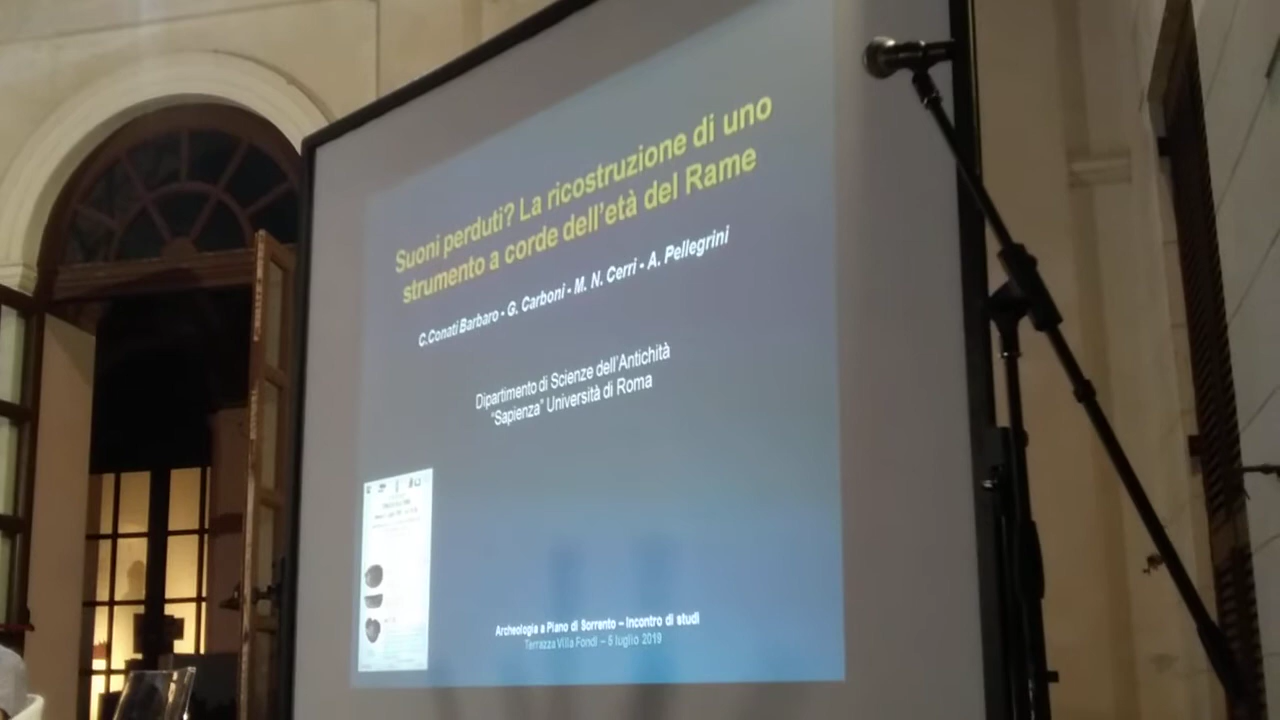 Suoni perduti? La ricostruzione di uno
strumento a corde dell'età del Rame
C.Conati Barbaro - G. Carboni - M. N. Cerri - A. Pellegrini
Dipartimento di Scienze dell'Antichità
"Sapienza" Università di Roma
Archeologia a Piano di Sorrento – Incontro di studi
Terrazza Villa Fondi – 5 luglio 2019